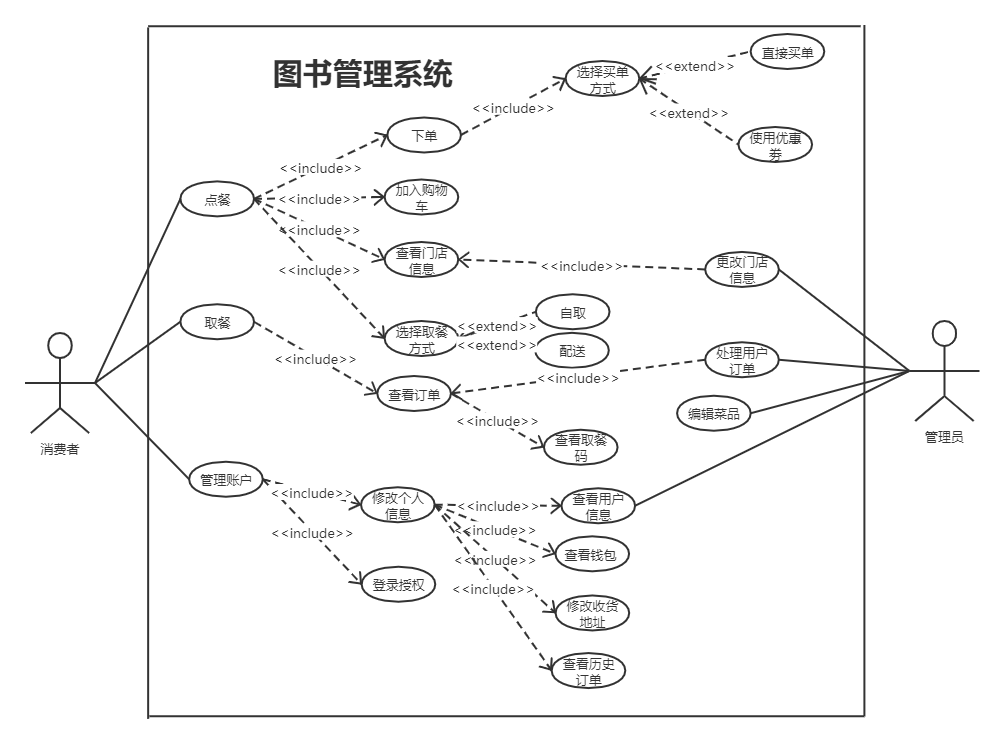 图书管理系统
直接买单
<<extend>>
选择买单
方式
<<include>>
<<extend>>
下单
使用优惠
券
<<include>>
点餐
<<include>>
加入购物
车
<<include>>
查看门店
信息
<<include>>
更改门店
信息
<<include>>
自取
取餐
<<extend>>
选择取餐
方式
<<extend>>
配送
<<include>>
处理用户
订单
<<include>>
查看订单
编辑菜品
<<include>>
查看取餐
码
消费者
管理员
管理账户
<<include>>
修改个人
信息
<<include>>
查看用户
信息
<<include>>
<<include>>
查看钱包
<<include>>
登录授权
<<include>>
修改收货
地址
查看历史
订单